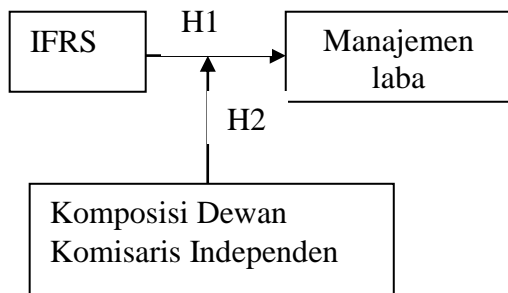 H1
IFRS
Manajemen
laba
H2
Komposisi Dewan
Komisaris Independen